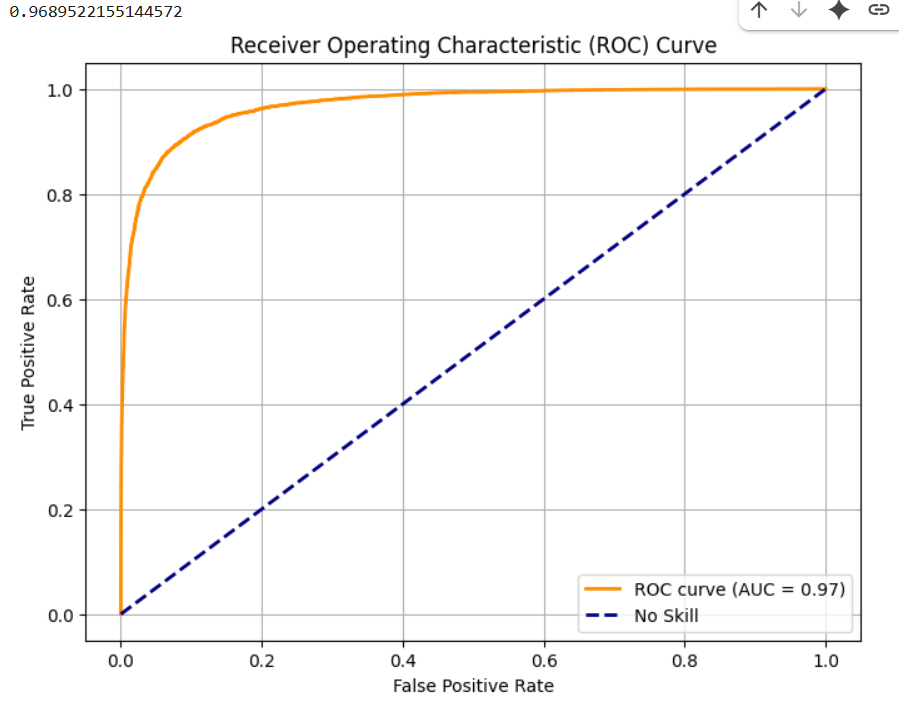 0.9689522155144572
Receiver Operating Characteristic (ROC) Curve
1.0
0.8
0.6
0.4
0.2
0.0
True Positive Rate
ROC curve (AUC = 0.97)
No Skill
0.0 0.2 0.4 0.6 0.8 1.0
False Positive Rate